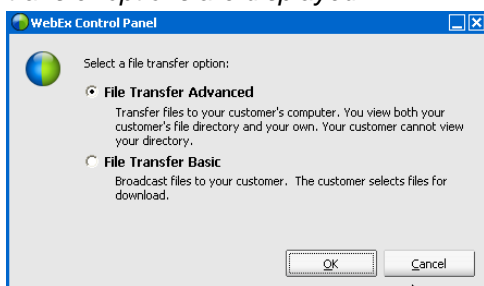 WebEx Control Panel
Select a file transfer option:
File Transfer Advanced
Transfer files to your customer's computer. You view both your
customer's file directory and your own. Your customer cannot view
your directory.
File Transfer Basic
Broadcast files to your customer. The customer selects files for
download.
OK
Cancel